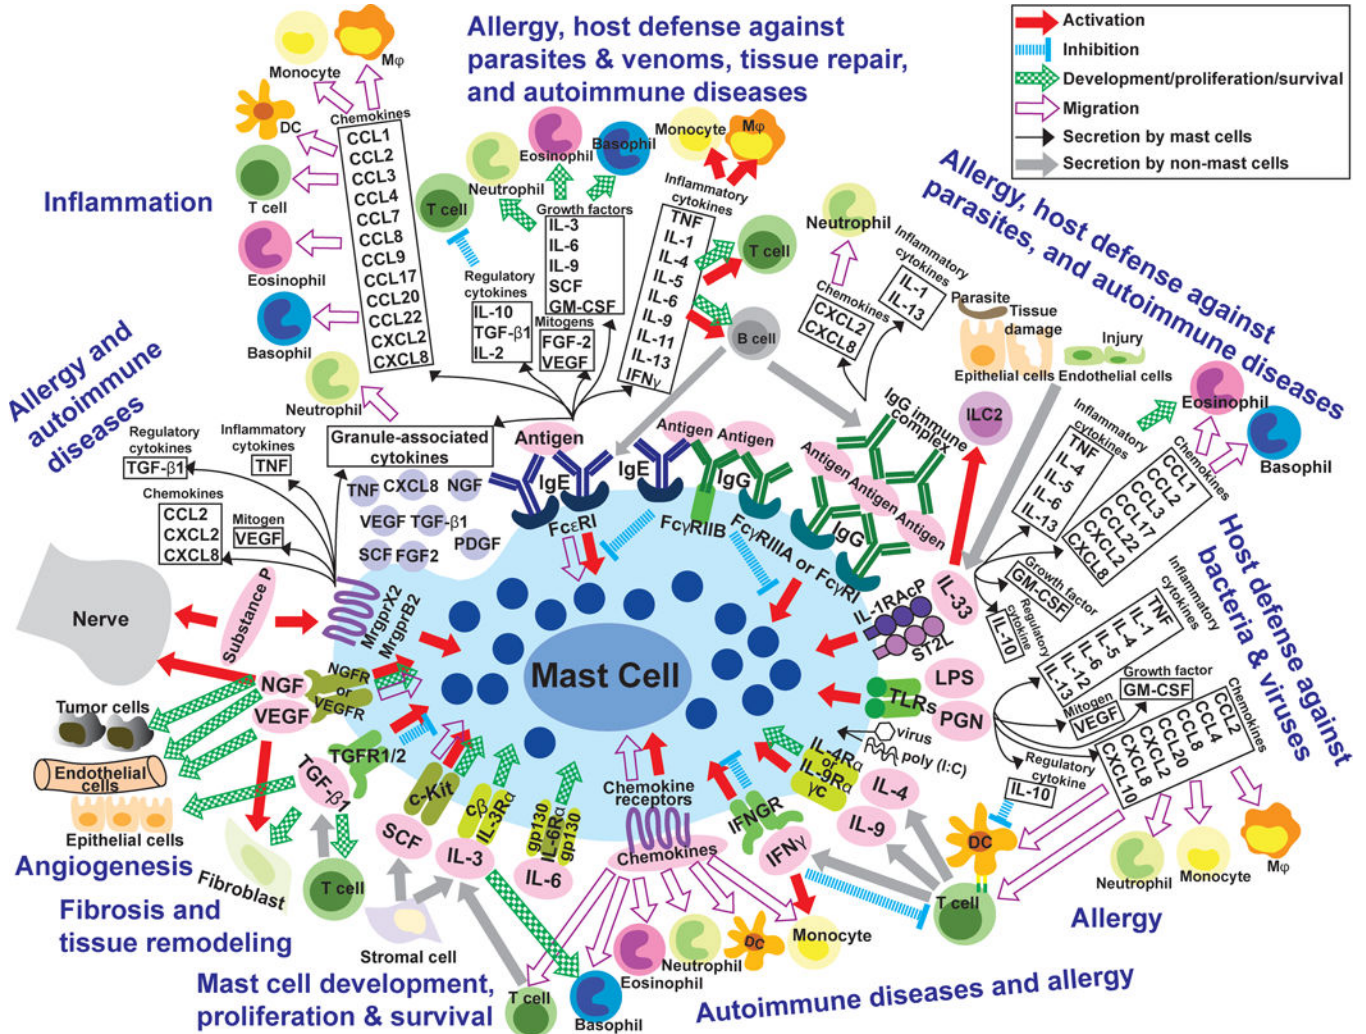 Allergy, host defense against
parasites & venoms, tissue repair,
and autoimmune diseases
Activation
Inhibition
Development/proliferation/survival
Migration
Secretion by mast cells
Secretion by non-mast cells
Monocyte
Mφ
DC
T cell
Eosinophil
Basophil
Neutrophil
Chemokines
CCL1
CCL2
CCL3
CCL4
CCL7
CCL8
CCL9
CCL17
CCL20
CCL22
CXCL2
CXCL8
Inflammation
T cell
Neutrophil
Eosinophil
Basophil
Regulatory
cytokines
IL-10
TGF-β1
IL-2
Growth factors
IL-3
IL-6
IL-9
SCF
GM-CSF
Mitogens
FGF-2
VEGF
Monocyte
Mφ
Inflammatory
cytokines
TNF
IL-1
IL-4
IL-5
IL-6
IL-9
IL-11
IL-13
IFNγ
T cell
B cell
Neutrophil
Chemokines
CXCL2
CXCL8
Inflammatory
cytokines
IL-1
IL-13
Allergy, host defense against
parasites, and autoimmune diseases
Parasite
Tissue
damage
Injury
Epithelial cells
Endothelial cells
ILC2
Eosinophil
Basophil
Inflammatory
cytokines
TNF
IL-4
IL-5
IL-6
IL-13
Chemokines
CCL1
CCL2
CCL3
CCL17
CCL22
CXCL2
CXCL8
Growth factor
GM-CSF
Regulatory
cytokine
IL-10
Allergy and
autoimmune
diseases
Regulatory
cytokines
TGF-β1
Inflammatory
cytokines
TNF
Chemokines
CCL2
CXCL2
CXCL8
Mitogen
VEGF
Granule-associated
cytokines
TNF
CXCL8
NGF
VEGF
TGF-β1
SCF
FGF2
PDGF
Antigen
IgE
FcεRI
IgE
Antigen
Antigen
IgG
FcγRIIB
FcγRIIIA or FcγRI
Antigen
Antigen
Antigen
IgG
IgG immune
complex
IL-33
IL-1RAcP
ST2L
Nerve
Substance P
MrgprX2
MrgprB2
NGF
VEGF
NGFR
or
VEGFR
Mast Cell
LPS
PGN
TLRs
virus
poly (I:C)
Host defense against
bacteria & viruses
Inflammatory
cytokines
TNF
IL-1
IL-4
IL-5
IL-6
IL-12
IL-13
Mitogen
VEGF
Growth factor
GM-CSF
Chemokines
CCL2
CCL4
CCL8
CCL20
CXCL2
CXCL8
CXCL10
Regulatory
cytokine
IL-10
Tumor cells
Endothelial
cells
Epithelial cells
Angiogenesis
Fibroblast
TGF-β1
TGFR1/2
T cell
Fibrosis and
tissue remodeling
c-Kit
SCF
cβ
IL-3Rα
IL-3
gp130
IL-6Rα
gp130
IL-6
Chemokine
receptors
Chemokines
IFNGR
IFNγ
IL-4Rα
or
IL-9Rα
γc
IL-4
IL-9
DC
T cell
Neutrophil
Monocyte
Mφ
Allergy
Stromal cell
Mast cell development,
proliferation & survival
T cell
Basophil
Eosinophil
Neutrophil
DC
Monocyte
Autoimmune diseases and allergy